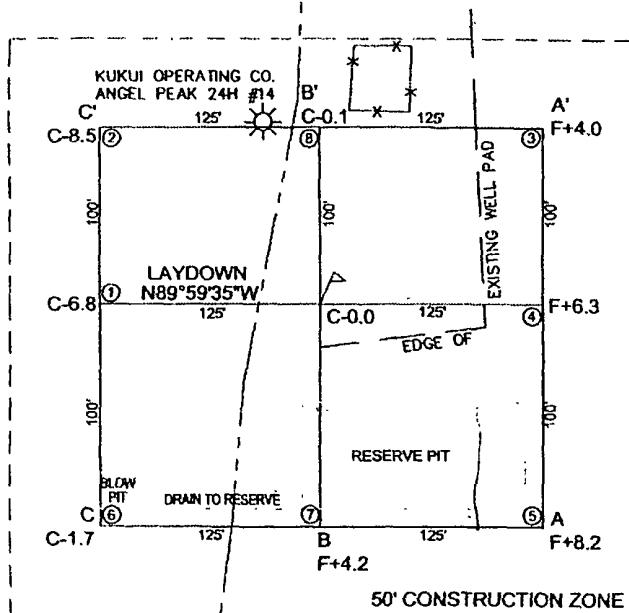 KUKUI OPERATING CO.
ANGEL PEAK 24H #14
C'
B'
A'
C-8.5
125'
C-0.1
125'
F+4.0
②
⑧
③
100'
100'
EXISTING WELL PAD
100'
LAYDOWN
N89°59'35"W
C-6.8
①
125'
C-0.0
125'
④
F+6.3
EDGE OF
100'
100'
RESERVE PIT
BLOW
PIT
DRAIN TO RESERVE
C
⑥
⑦
⑤
A
C-1.7
125'
B
125'
F+8.2
F+4.2
50' CONSTRUCTION ZONE